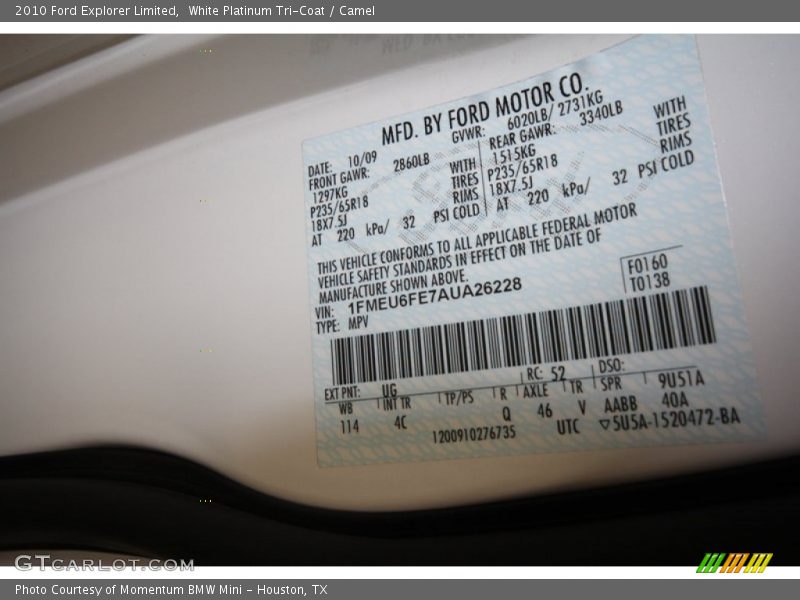 2010 Ford Explorer Limited, White Platinum Tri-Coat / Camel
MFD. BY FORD MOTOR CO.
DATE: 10/09 GVWR: 6020LB/ 2731KG
FRONT GAWR: 2860LB REAR GAWR: 3340LB
1297KG WITH 1515KG WITH
P235/65R18 TIRES P235/65R18 TIRES
18X7.5J RIMS 18X7.5J RIMS
AT 220 kPa/ 32 PSI COLD AT 220 kPa/ 32 PSI COLD
THIS VEHICLE CONFORMS TO ALL APPLICABLE FEDERAL MOTOR
VEHICLE SAFETY STANDARDS IN EFFECT ON THE DATE OF
MANUFACTURE SHOWN ABOVE.
VIN: 1FMEU6FE7AUA26228
TYPE: MPV
F0160
T0138
EXT PNT: UG RC: 52 DSO:
WB INT TR TP/PS R AXLE TR SPR 9U51A
114 4C Q 46 V AABB 40A
1200910276735 UTC ▽5U5A-1520472-BA
GTCARLOT.COM
Photo Courtesy of Momentum BMW Mini - Houston, TX